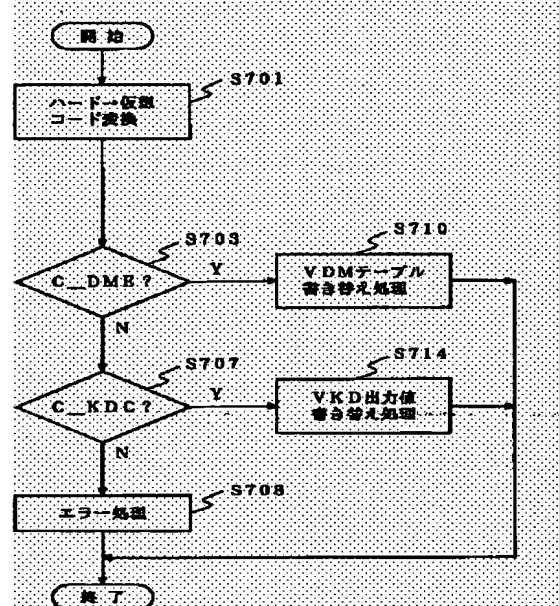 開始
S701
ハード→仮想
コード変換
S703
C__DME?
Y
S710
VDMテーブル
書き替え処理
N
S707
C__KDC?
Y
S714
VKD出力値
書き替え処理
N
S708
エラー処理
終了